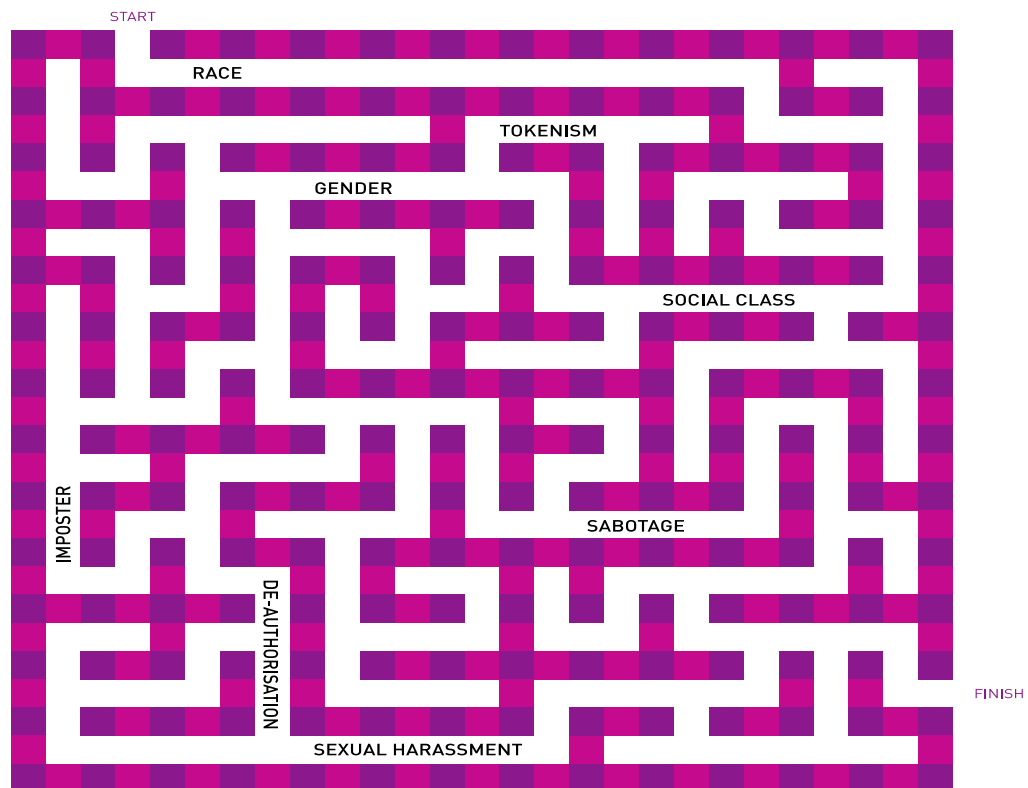 START
RACE
TOKENISM
GENDER
SOCIAL CLASS
IMPOSTER
SABOTAGE
DE-AUTHORISATION
FINISH
SEXUAL HARASSMENT